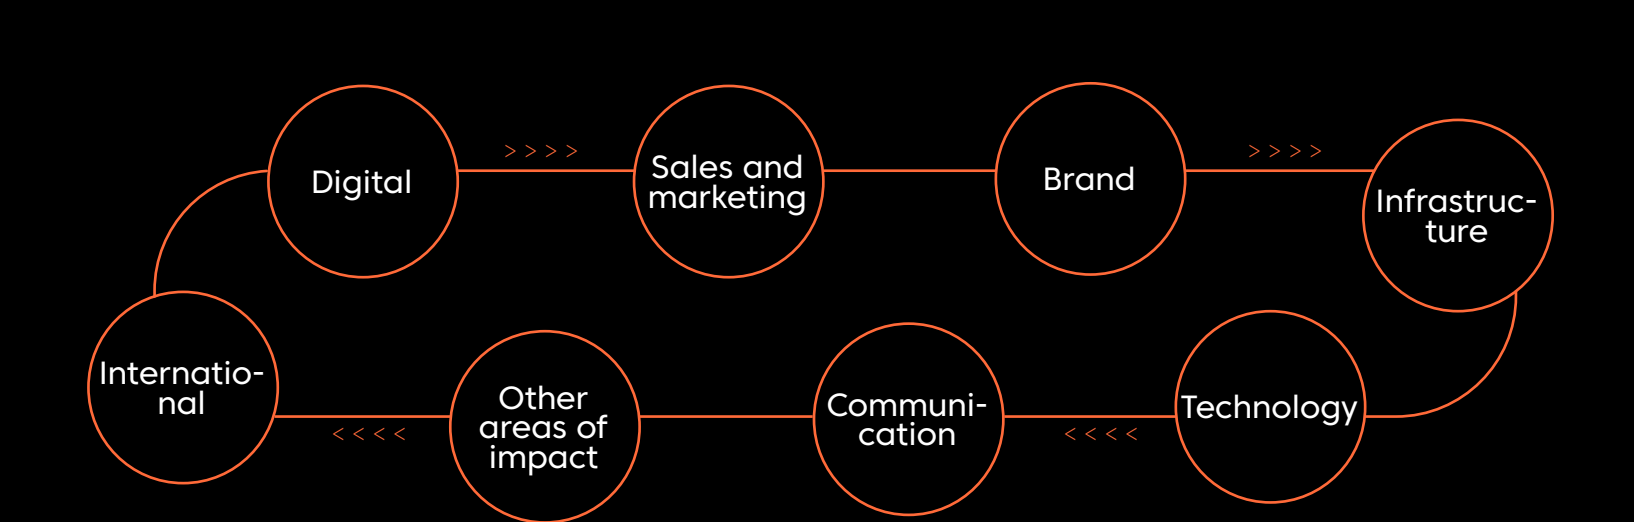 Digital
> > > >
Sales and
marketing
Brand
> > > >
Infrastruc-
ture
Technology
< < < <
Communi-
cation
Other
areas of
impact
< < < <
Internatio-
nal